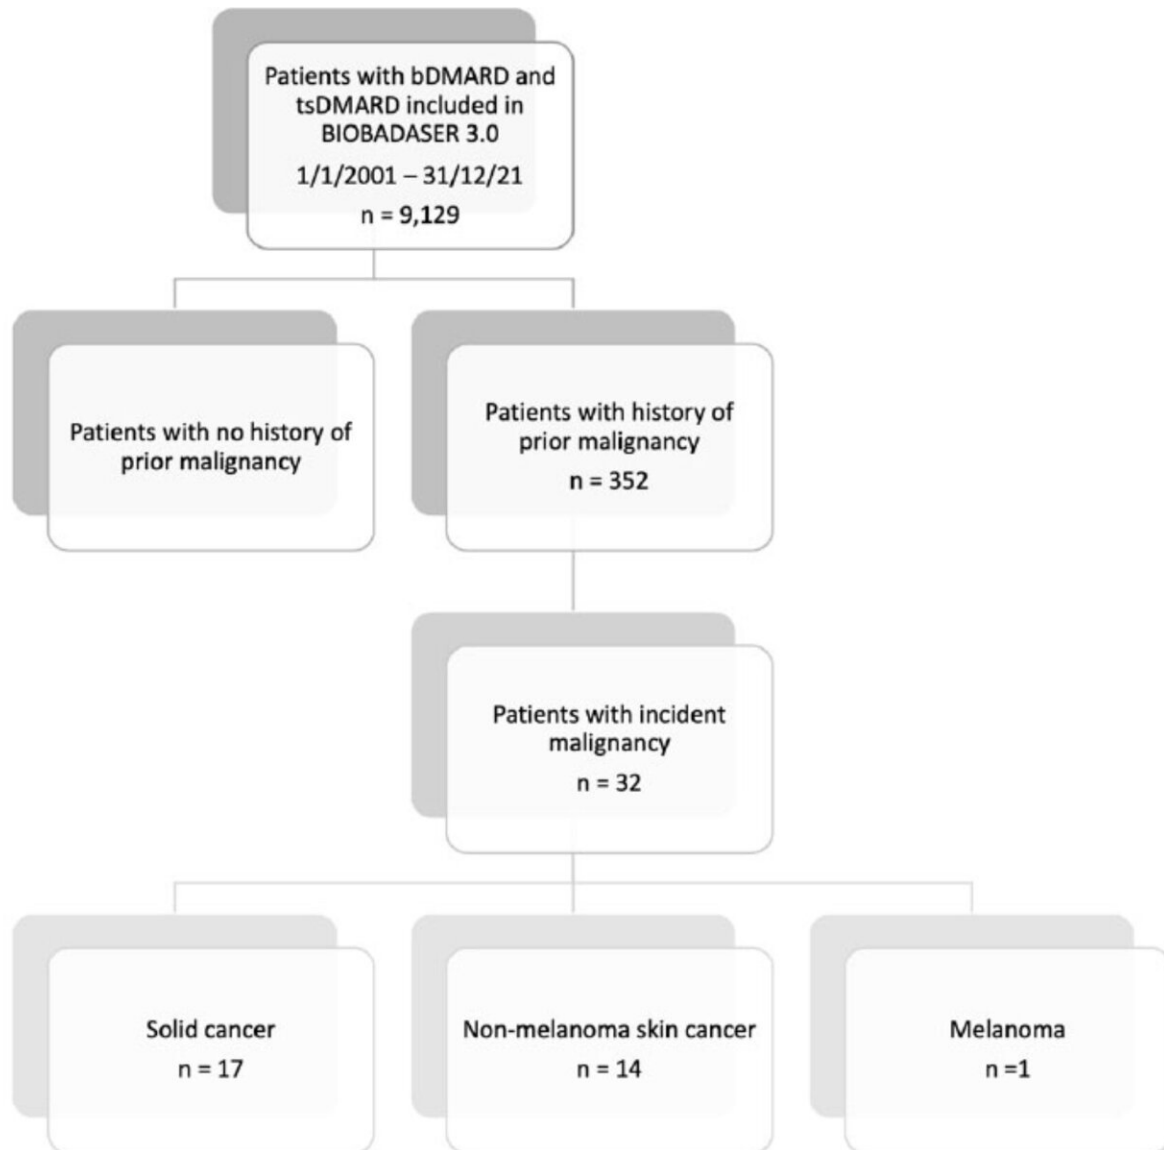 Patients with bDMARD and
tsDMARD included in
BIOBADASER 3.0
1/1/2001 – 31/12/21
n = 9,129
Patients with no history of
prior malignancy
Patients with history of
prior malignancy
n = 352
Patients with incident
malignancy
n = 32
Solid cancer
n = 17
Non-melanoma skin cancer
n = 14
Melanoma
n =1